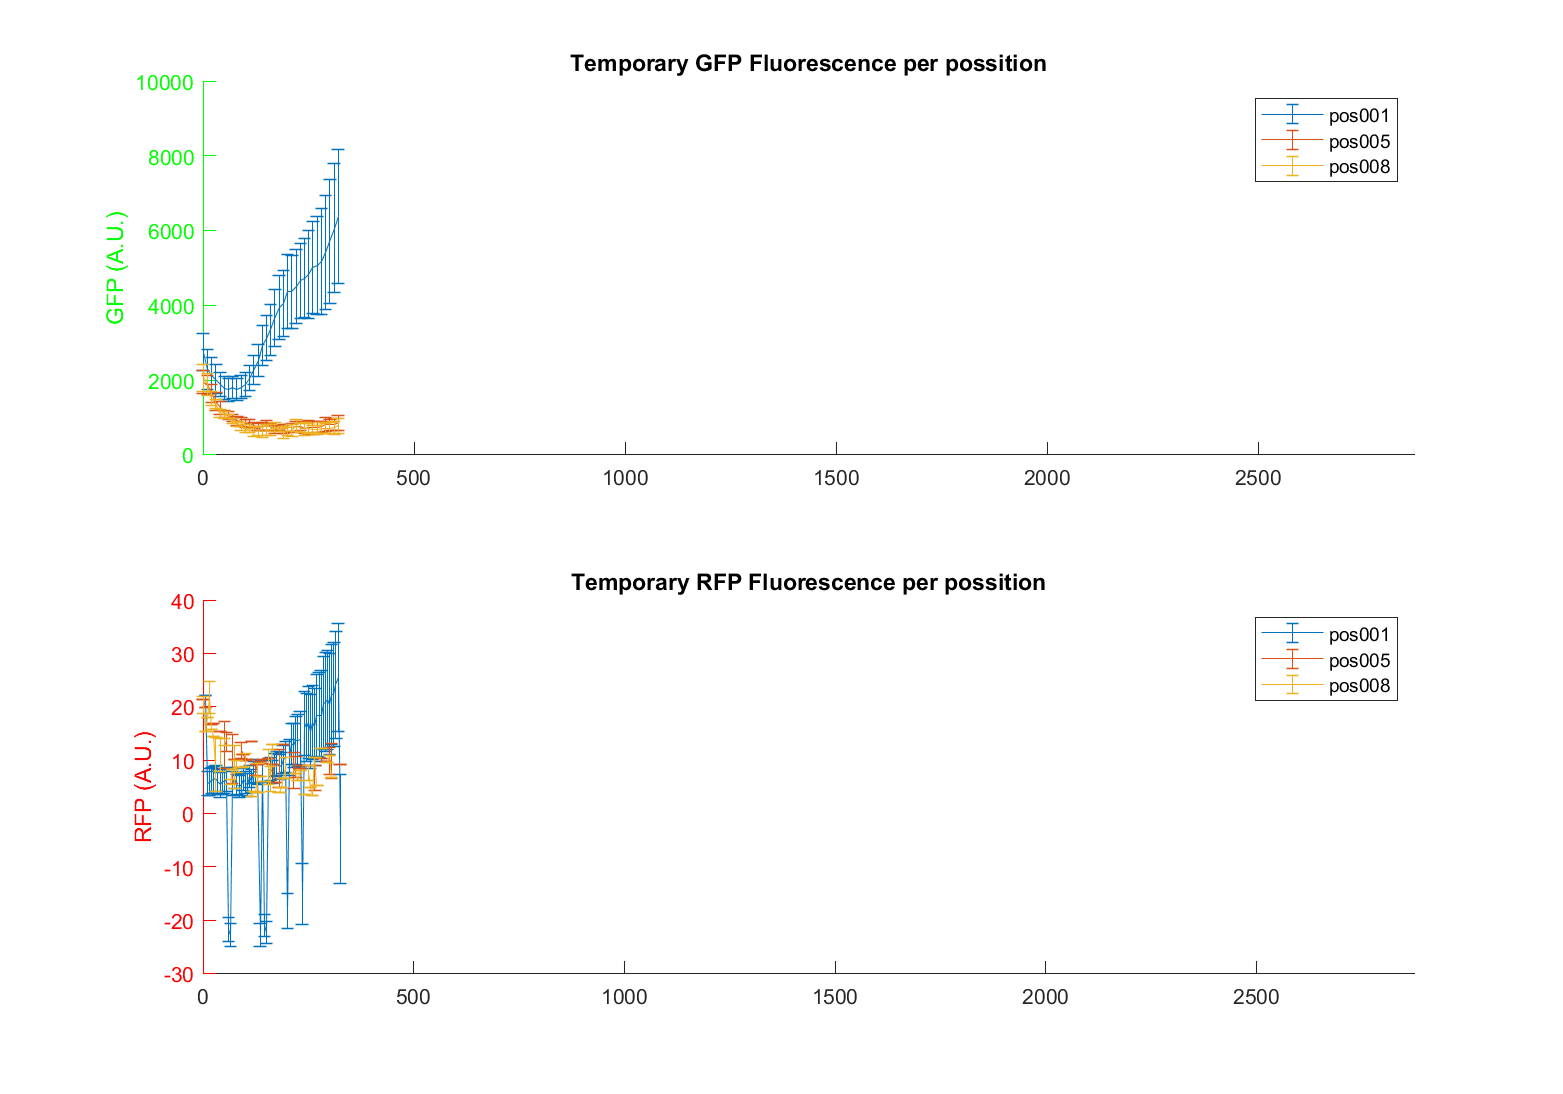 Temporary GFP Fluorescence per possition
10000
8000
6000
4000
2000
0
GFP (A.U.)
pos001
pos005
pos008
0 500 1000 1500 2000 2500
Temporary RFP Fluorescence per possition
40
30
20
10
0
-10
-20
-30
RFP (A.U.)
pos001
pos005
pos008
0 500 1000 1500 2000 2500